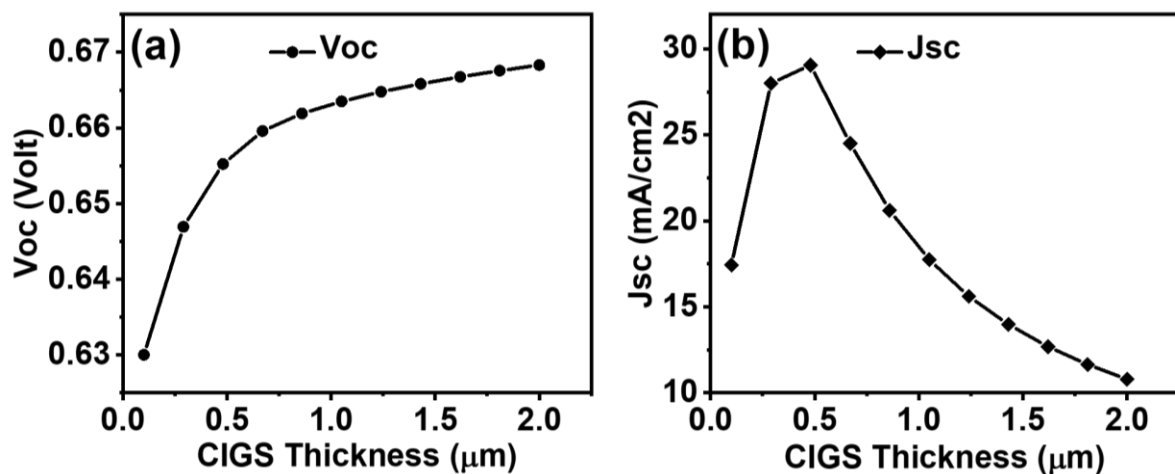 (a)
Voc
0.67
0.66
0.65
0.64
0.63
Voc (Volt)
0.0 0.5 1.0 1.5 2.0
CIGS Thickness (μm)
(b)
Jsc
30
25
20
15
10
Jsc (mA/cm2)
0.0 0.5 1.0 1.5 2.0
CIGS Thickness (μm)